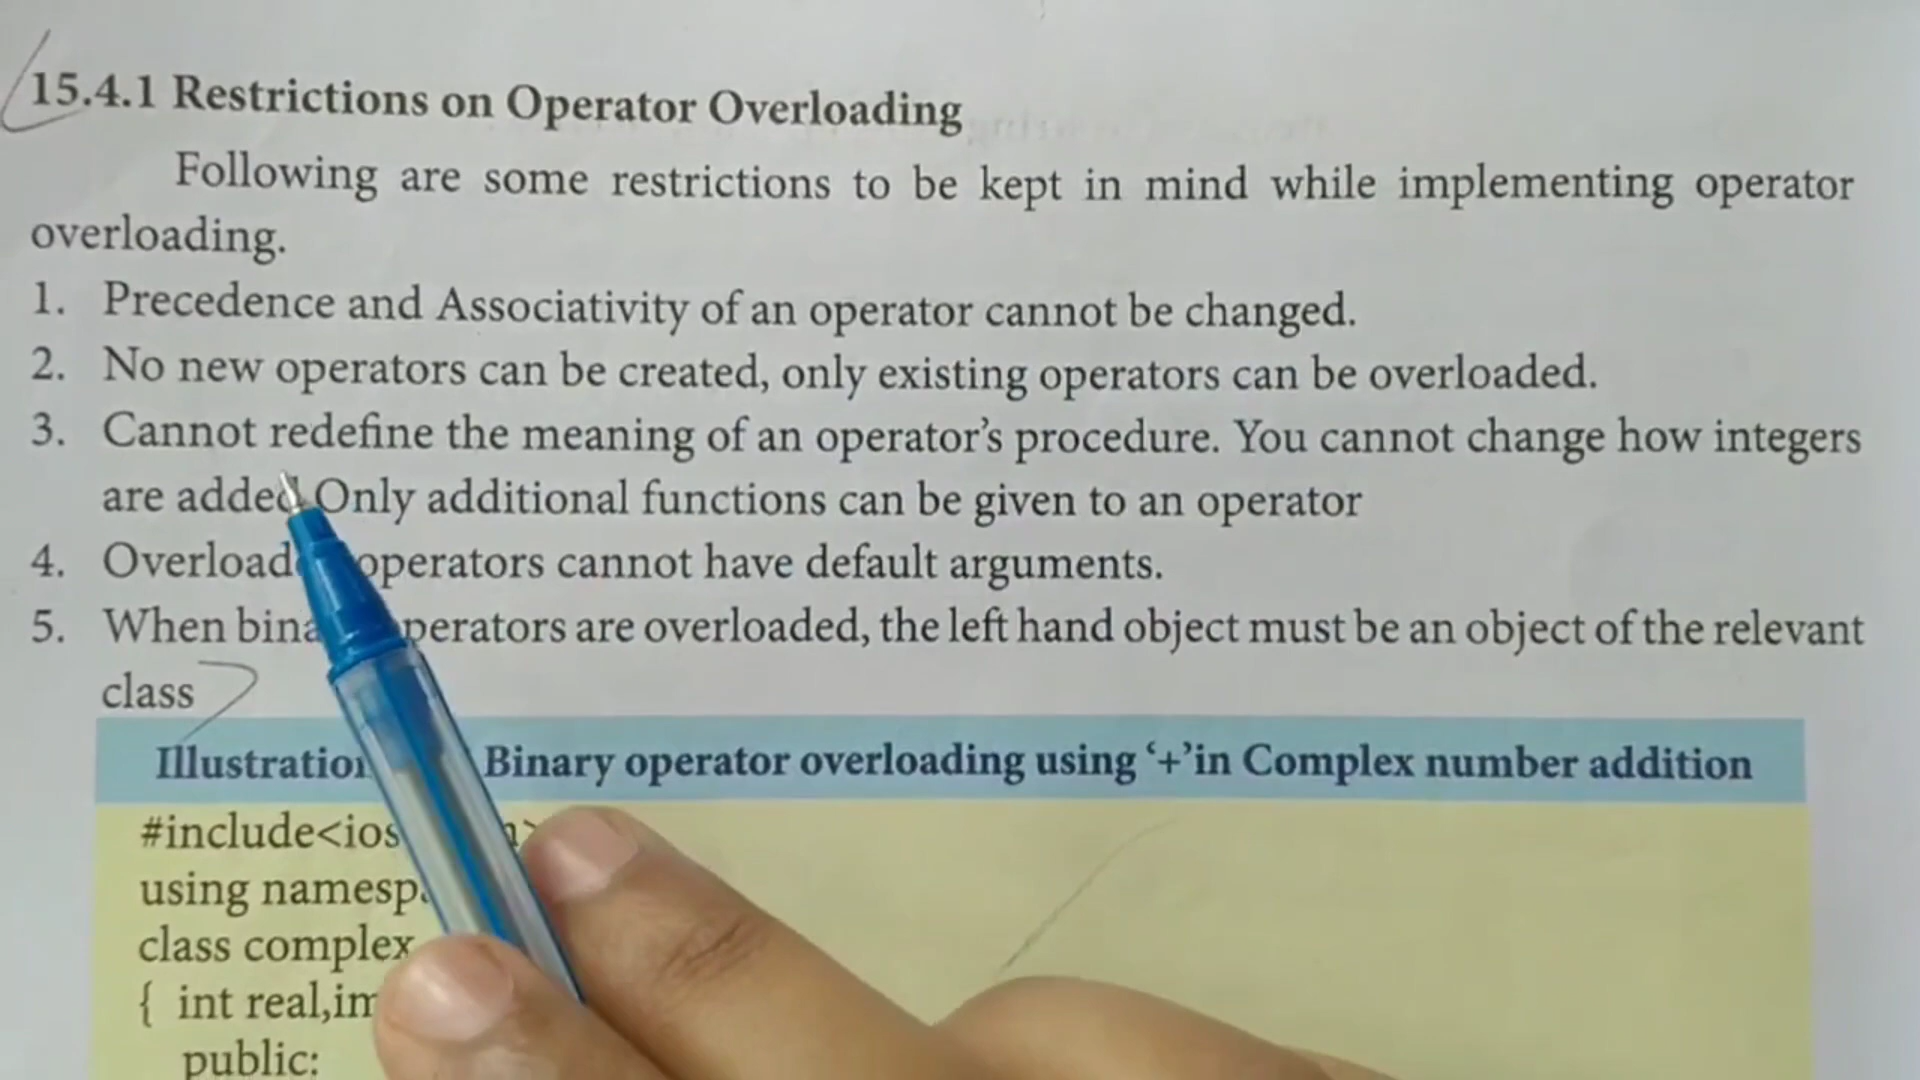 15.4.1 Restrictions on Operator Overloading
Following are some restrictions to be kept in mind while implementing operator
overloading.
1. Precedence and Associativity of an operator cannot be changed.
2. No new operators can be created, only existing operators can be overloaded.
3. Cannot redefine the meaning of an operator’s procedure. You cannot change how integers
are added Only additional functions can be given to an operator
4. operators cannot have default arguments.
5. When are overloaded, the left hand object must be an object of the relevant
class
Binary operator overloading using ‘+’in Complex number addition
#include<ios
using
class complex
{ int real,im
public: